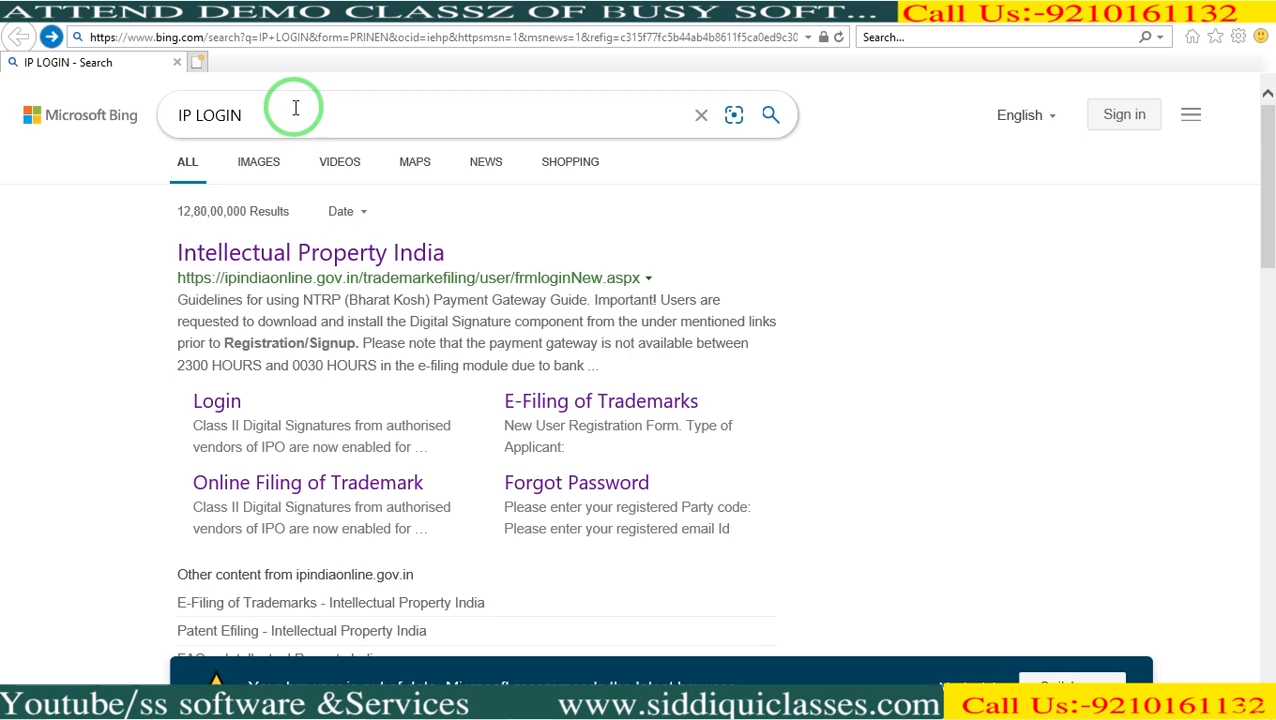 ATTEND DEMO CLASSZ OF BUSY SOFT...
Call Us:-9210161132
https://www.bing.com/search?q=IP+LOGIN&form=PRINEN&ocid=iehp&httpsmsn=1&msnews=1&refig=c315f77fc5b44ab4b8611f52a0ed9c30
Search...
IP LOGIN - Search
Microsoft Bing
IP LOGIN
English
Sign in
ALL
IMAGES
VIDEOS
MAPS
NEWS
SHOPPING
12,80,00,000 Results
Date
Intellectual Property India
https://ipindiaonline.gov.in/trademarkefiling/user/frmloginNew.aspx
Guidelines for using NTRP (Bharat Kosh) Payment Gateway Guide. Important! Users are
requested to download and install the Digital Signature component from the under mentioned links
prior to Registration/Signup. Please note that the payment gateway is not available between
2300 HOURS and 0030 HOURS in the e-filing module due to bank ...
Login
Class II Digital Signatures from authorised
vendors of IPO are now enabled for ...
E-Filing of Trademarks
New User Registration Form. Type of
Applicant:
Online Filing of Trademark
Class II Digital Signatures from authorised
vendors of IPO are now enabled for ...
Forgot Password
Please enter your registered Party code:
Please enter your registered email Id
Other content from ipindiaonline.gov.in
E-Filing of Trademarks - Intellectual Property India
Patent Efiling - Intellectual Property India
Youtube/ss software &Services
www.siddiquiclasses.com
Call Us:-9210161132